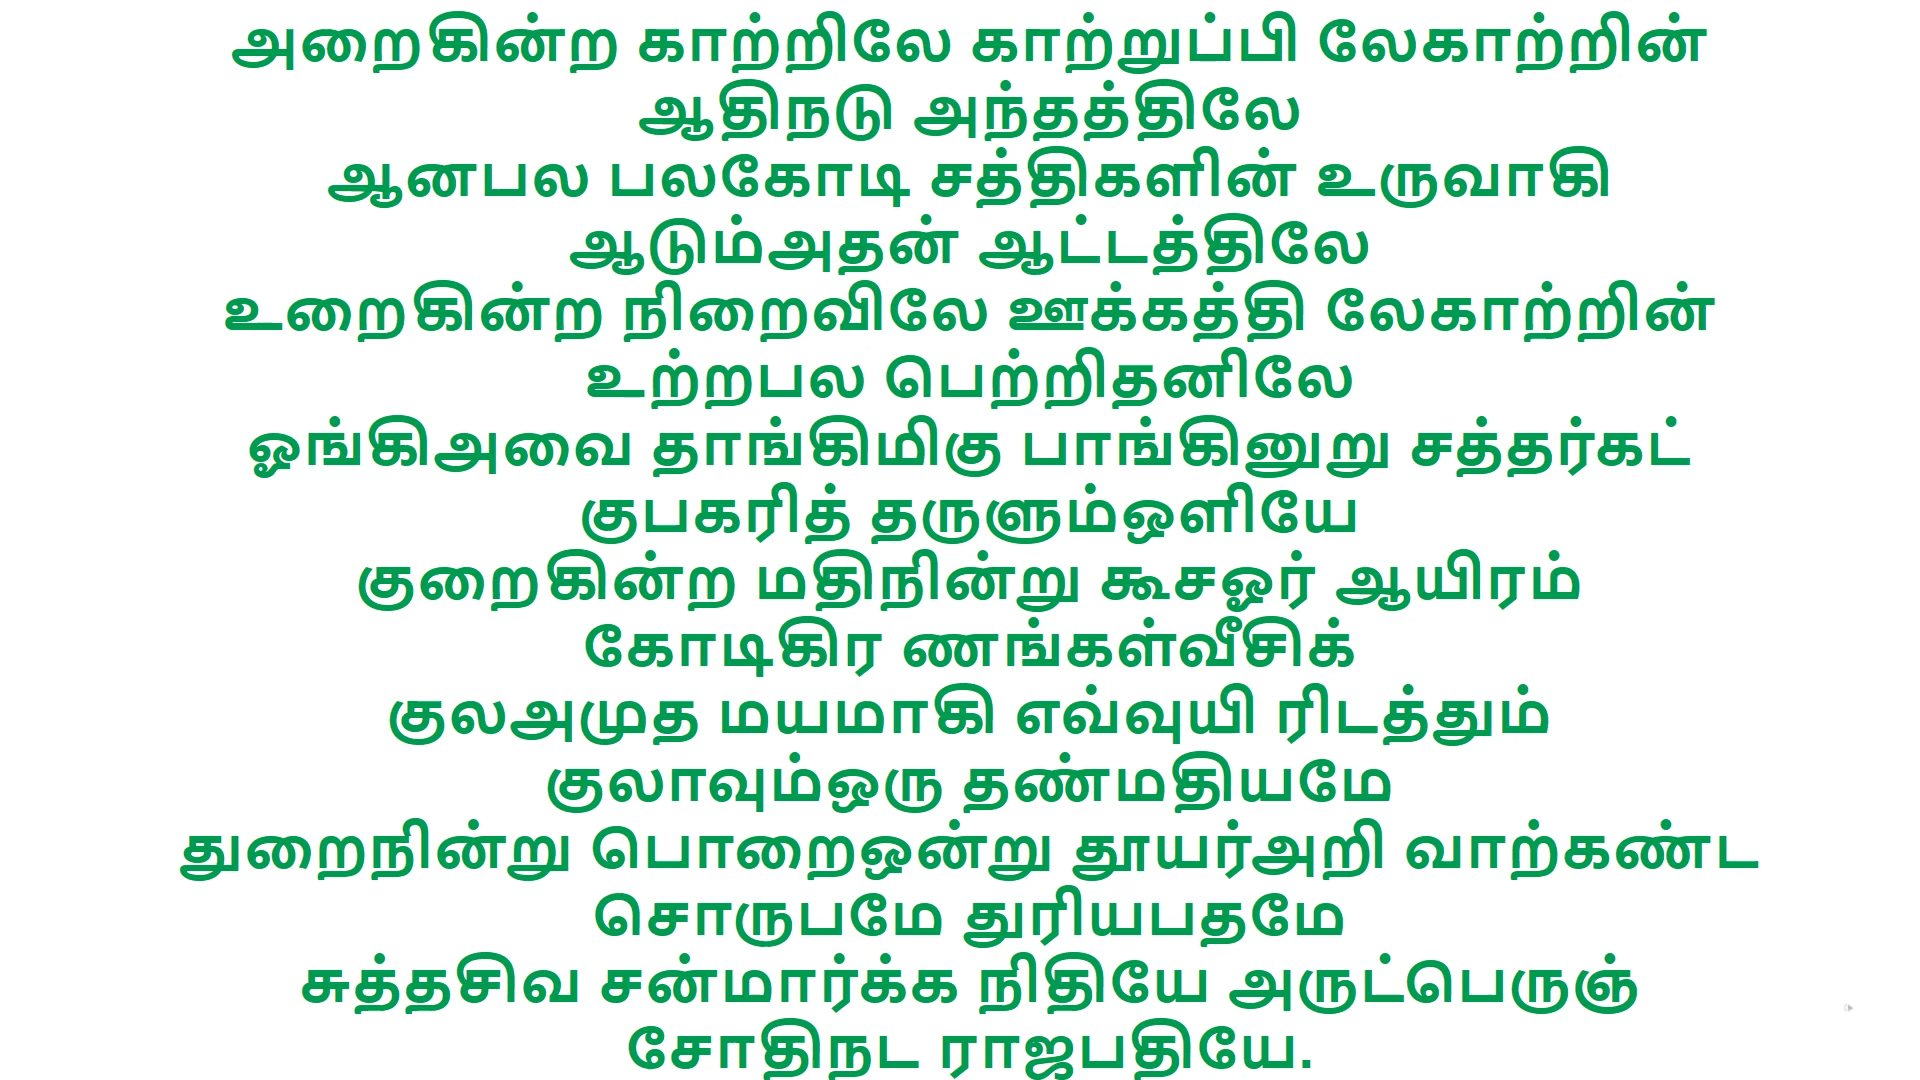 அறைகின்ற காற்றிலே காற்றுப்பி லேகாற்றின்
ஆதிநடு அந்தத்திலே
ஆனபல பலகோடி சத்திகளின் உருவாகி
ஆடும்அதன் ஆட்டத்திலே
உறைகின்ற நிறைவிலே ஊக்கத்தி லேகாற்றின்
உற்றபல பெற்றிதனிலே
ஓங்கிஅவை தாங்கிமிகு பாங்கினுறு சத்தர்கட்
குபகரித் தருளும்ஒளியே
குறைகின்ற மதிநின்று கூசஓர் ஆயிரம்
கோடிகிர ணங்கள்வீசிக்
குலஅமுத மயமாகி எவ்வுயி ரிடத்தும்
குலாவும்ஒரு தண்மதியமே
துறைநின்று பொறைஒன்று தூயர்அறி வாற்கண்ட
சொருபமே துரியபதமே
சுத்தசிவ சன்மார்க்க நிதியே அருட்பெருஞ்
சோதிநட ராஜபதியே.